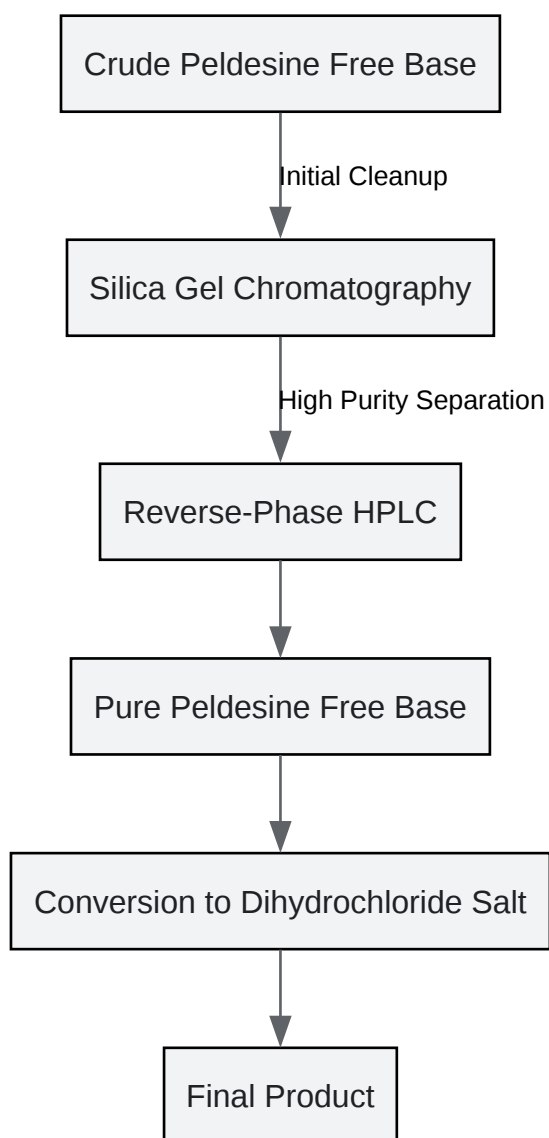 Crude Peldesine Free Base
Initial Cleanup
Silica Gel Chromatography
High Purity Separation
Reverse-Phase HPLC
Pure Peldesine Free Base
Conversion to Dihydrochloride Salt
Final Product